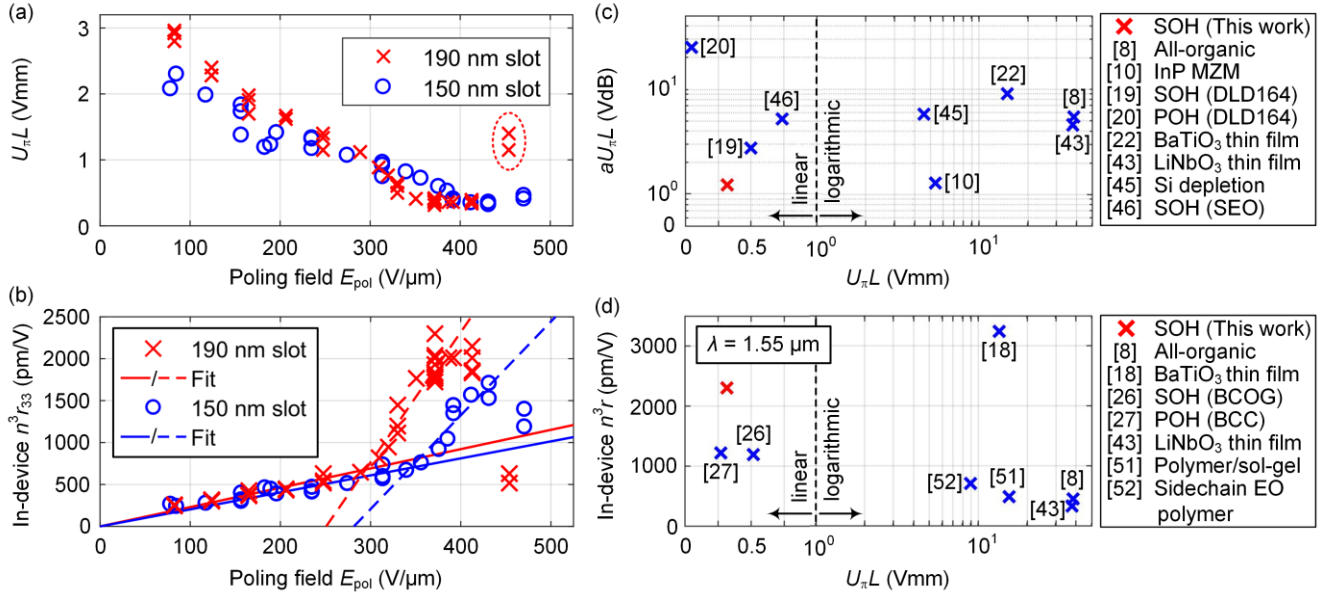 (a)
3
2
1
0
UπL (Vmm)
190 nm slot
150 nm slot
0 100 200 300 400 500
Poling field Epol (V/µm)
(b)
2500
2000
1500
1000
500
0
In-device n³r33 (pm/V)
190 nm slot
/ Fit
150 nm slot
/ Fit
0 100 200 300 400 500
Poling field Epol (V/µm)
(c)
10¹
10⁰
0
aUπL (VdB)
[20]
[46]
[19]
[45]
[10]
[22]
[8]
[43]
linear
logarithmic
0 0.5 10⁰ 10¹
UπL (Vmm)
SOH (This work)
[8] All-organic
[10] InP MZM
[19] SOH (DLD164)
[20] POH (DLD164)
[22] BaTiO₃ thin film
[43] LiNbO₃ thin film
[45] Si depletion
[46] SOH (SEO)
(d)
3000
2000
1000
0
In-device n³r (pm/V)
λ = 1.55 µm
[18]
[26]
[27]
[52]
[51]
[8]
[43]
linear
logarithmic
0 0.5 10⁰ 10¹
UπL (Vmm)
SOH (This work)
[8] All-organic
[18] BaTiO₃ thin film
[26] SOH (BCOG)
[27] POH (BCC)
[43] LiNbO₃ thin film
[51] Polymer/sol-gel
[52] Sidechain EO
polymer